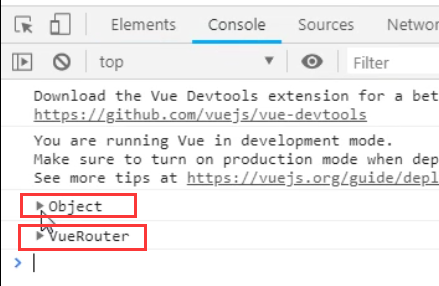 Elements Console Sources Networ
top Filter
Download the Vue Devtools extension for a bet
https://github.com/vuejs/vue-devtools
You are running Vue in development mode.
Make sure to turn on production mode when dep
See more tips at https://vuejs.org/guide/depl
Object
VueRouter